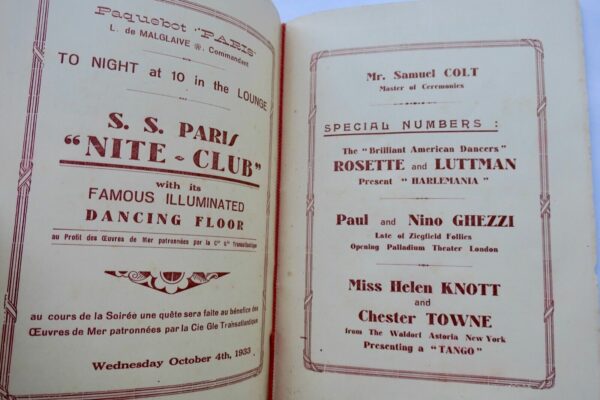 Paquebot "PARIS"
L. de MALGLAIVE ❋, Commandant
TO NIGHT at 10 in the LOUNGE
S. S. PARIS
"NITE - CLUB"
with its
FAMOUS ILLUMINATED
DANCING FLOOR
au Profit des Œuvres de Mer patronnées par la Cie Gle Transatlantique
au cours de la Soirée une quête sera faite au bénéfice des
Œuvres de Mer patronnées par la Cie Gle Transatlantique.
Wednesday October 4th, 1933
Mr. Samuel COLT
Master of Ceremonies
SPECIAL NUMBERS :
The "Brilliant American Dancers"
ROSETTE and LUTTMAN
Present "HARLEMANIA"
Paul and Nino GHEZZI
Late of Ziegfield Follies
Opening Palladium Theater London
Miss Helen KNOTT
and
Chester TOWNE
from The Waldorf Astoria New York
Presenting a "TANGO"